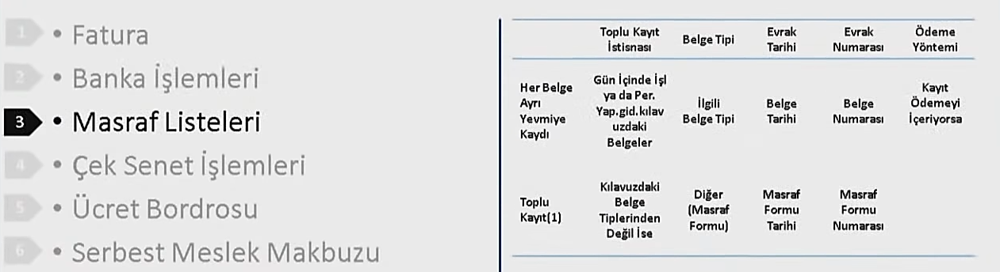 1 • Fatura
2 • Banka İşlemleri
3 • Masraf Listeleri
4 • Çek Senet İşlemleri
5 • Ücret Bordrosu
6 • Serbest Meslek Makbuzu
Toplu Kayıt
İstisnası
Belge Tipi
Evrak
Tarihi
Evrak
Numarası
Ödeme
Yöntemi
Her Belge
Ayrı
Yevmiye
Kaydı
Gün İçinde İşl
ya da Per.
Yap.gid.kılav
uzdaki
Belgeler
İlgili
Belge Tipi
Belge
Tarihi
Belge
Numarası
Kayıt
Ödemeyi
İçeriyorsa
Toplu
Kayıt(1)
Kılavuzdaki
Belge
Tiplerinden
Değil İse
Diğer
(Masraf
Formu)
Masraf
Formu
Tarihi
Masraf
Formu
Numarası